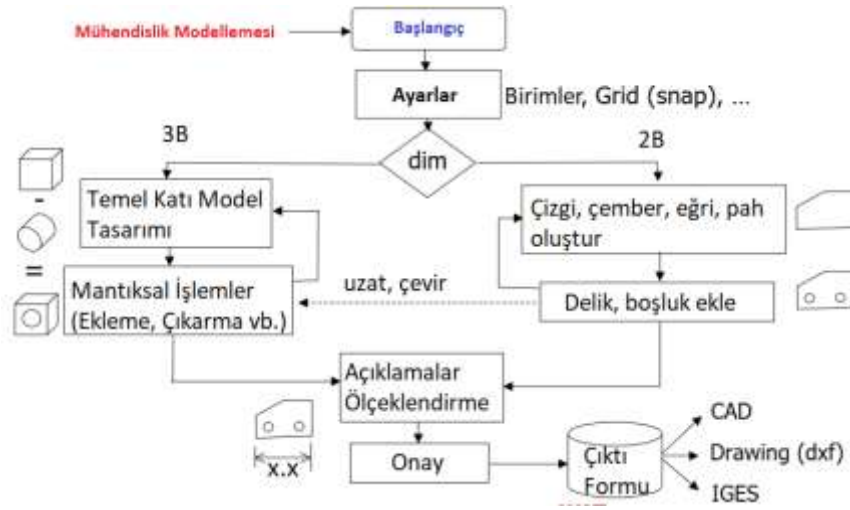 Mühendislik Modellemesi
Başlangıç
Ayarlar
Birimler, Grid (snap), ...
3B
2B
dim
Temel Katı Model
Tasarımı
Çizgi, çember, eğri, pah
oluştur
-
=
Mantıksal İşlemler
(Ekleme, Çıkarma vb.)
uzat, çevir
Delik, boşluk ekle
Açıklamalar
Ölçeklendirme
x.x
Onay
Çıktı
Formu
CAD
Drawing (dxf)
IGES